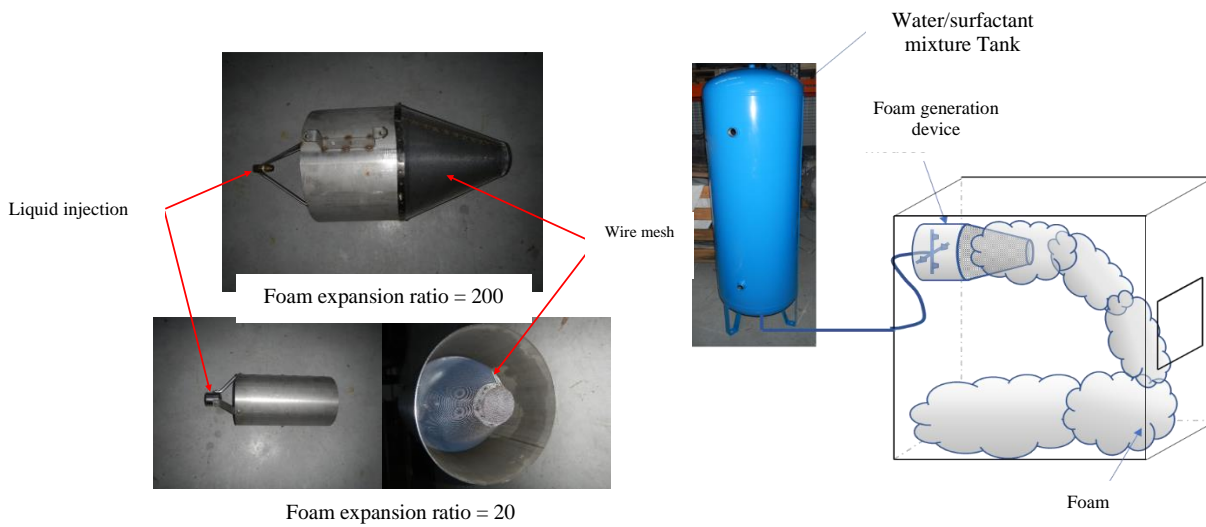 Liquid injection
Foam expansion ratio = 200
Wire mesh
Foam expansion ratio = 20
Water/surfactant
mixture Tank
Foam generation
device
Foam